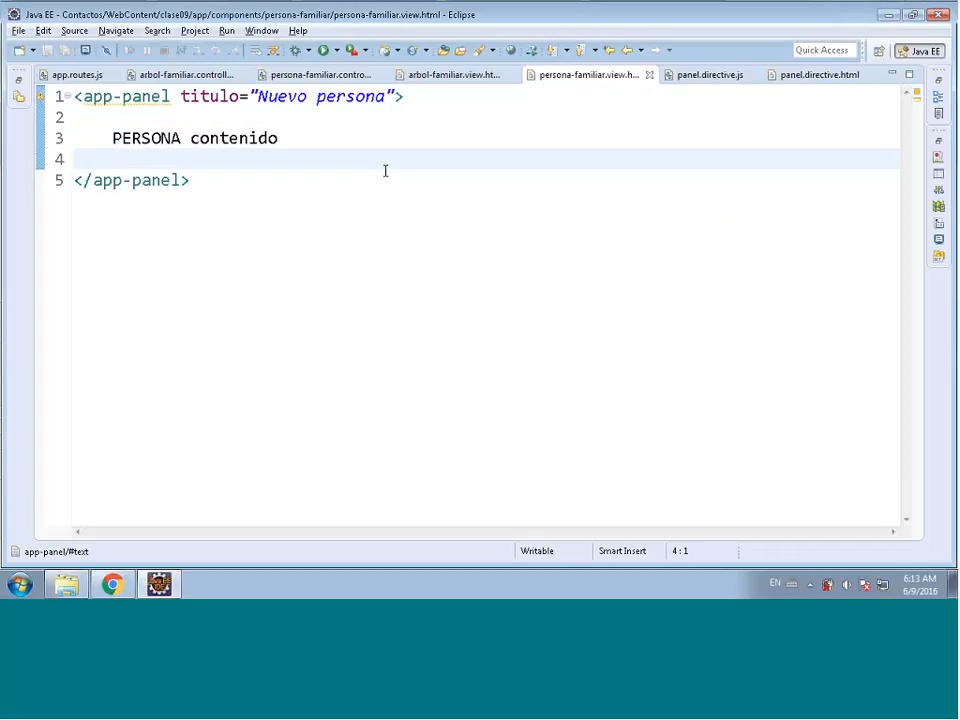 Java EE - Contactos/WebContent/clase09/app/components/persona-familiar/persona-familiar.view.html - Eclipse
File Edit Source Navigate Search Project Run Window Help
Quick Access
Java EE
app.routes.js
arbol-familiar.controll...
persona-familiar.contro...
arbol-familiar.view.ht...
persona-familiar.view.h...
panel.directive.js
panel.directive.html
1 <app-panel titulo="Nuevo persona">
2
3 PERSONA contenido
4
5 </app-panel>
app-panel/#text
Writable
Smart Insert
4 : 1
EN
6:13 AM
6/9/2016